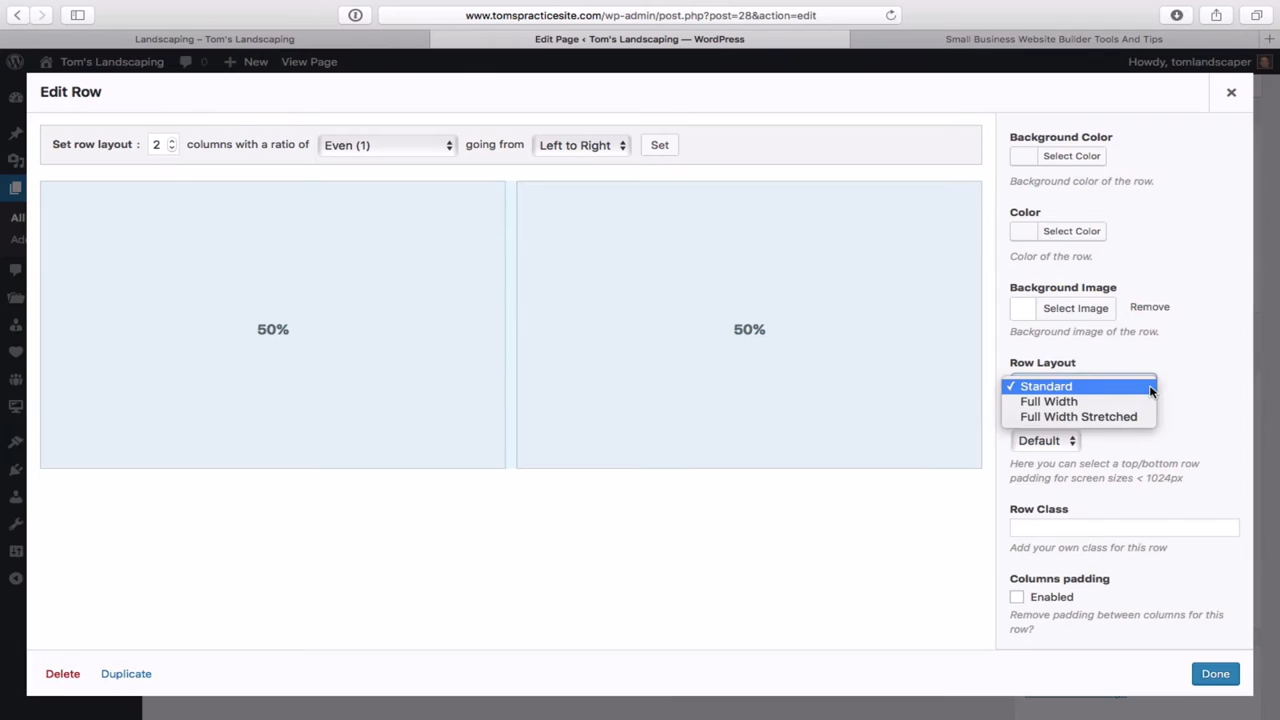 www.tomspracticesite.com/wp-admin/post.php?post=28&action=edit
Landscaping – Tom's Landscaping
Edit Page ‹ Tom's Landscaping — WordPress
Small Business Website Builder Tools And Tips
Tom's Landscaping
0
New
View Page
Howdy, tomlandscaper
Edit Row
Set row layout :
2
columns with a ratio of
Even (1)
going from
Left to Right
Set
50%
50%
Background Color
Select Color
Background color of the row.
Color
Select Color
Color of the row.
Background Image
Select Image
Remove
Background image of the row.
Row Layout
✓ Standard
Full Width
Full Width Stretched
Default
Here you can select a top/bottom row
padding for screen sizes < 1024px
Row Class
Add your own class for this row
Columns padding
Enabled
Remove padding between columns for this
row?
All
Add
Delete
Duplicate
Done